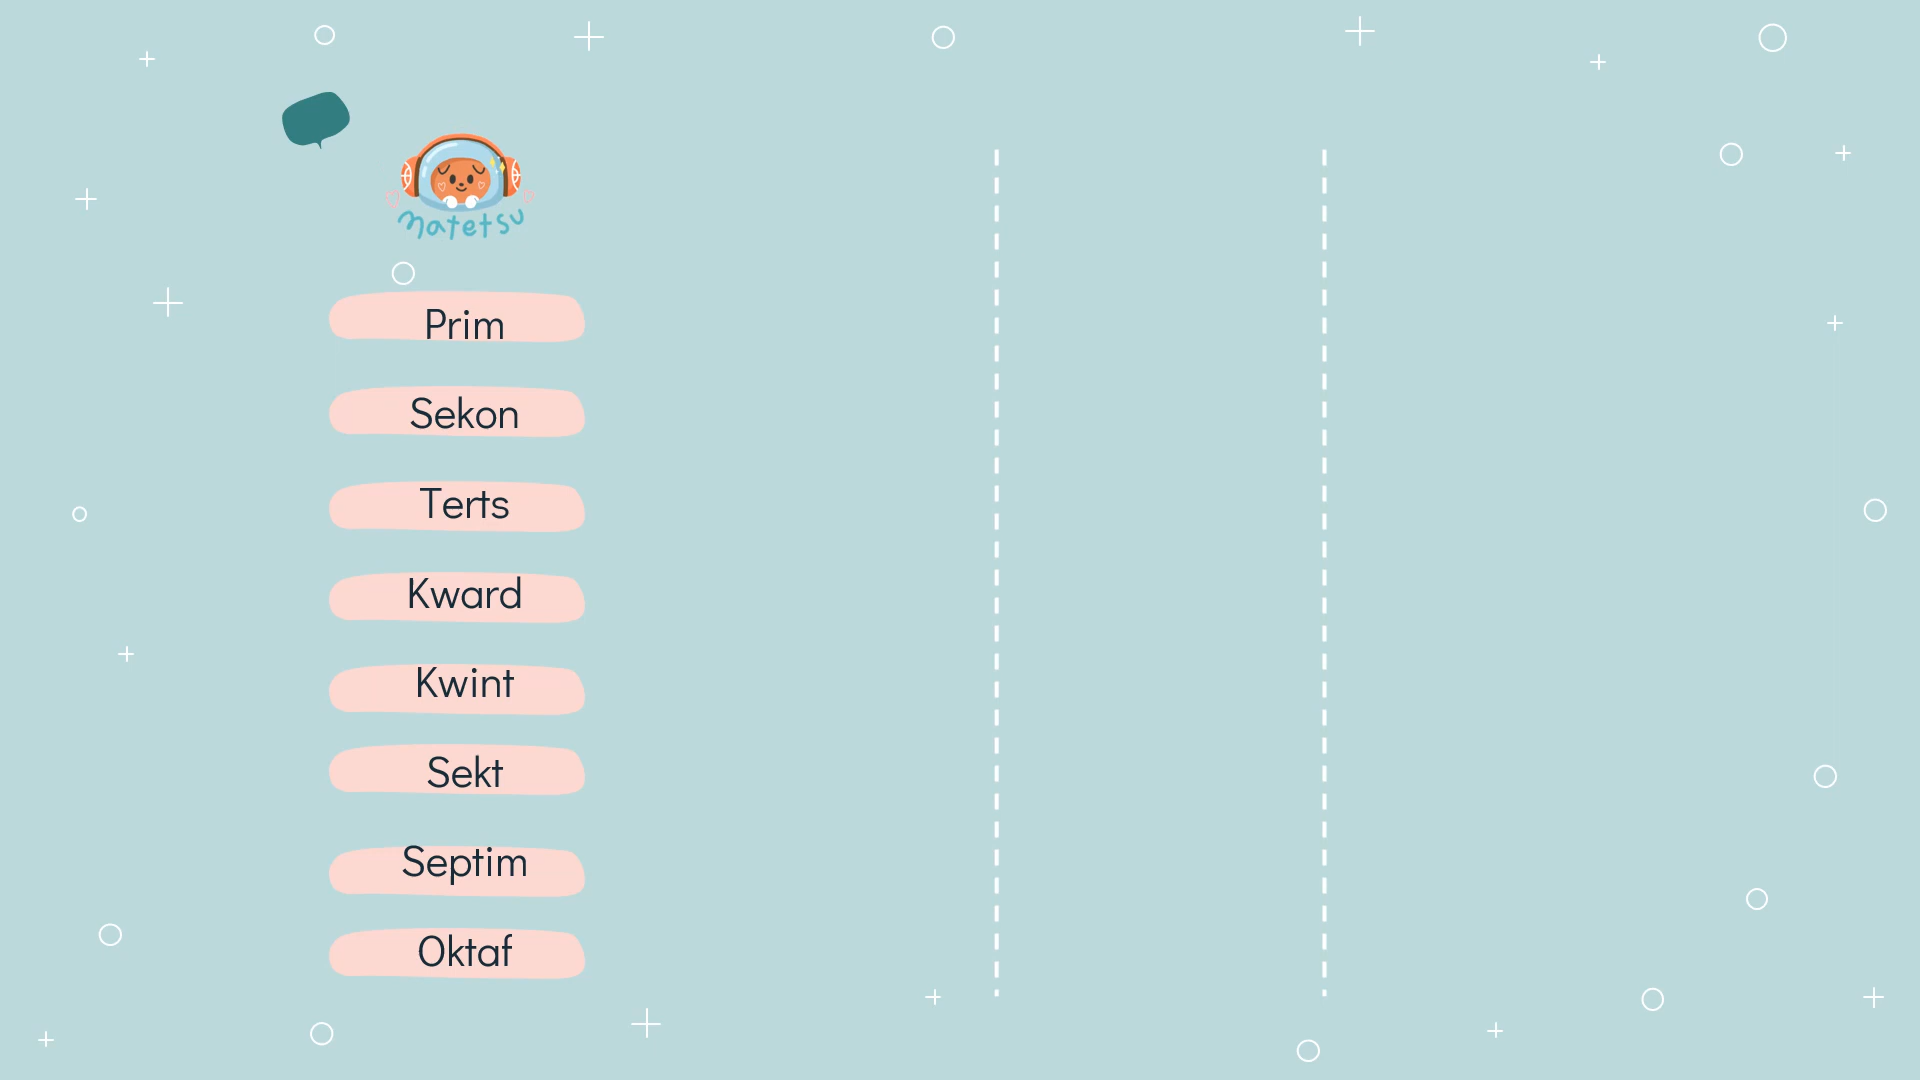 Matetsu
Prim
Sekon
Terts
Kward
Kwint
Sekt
Septim
Oktaf